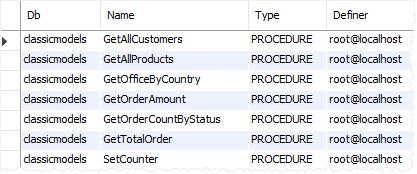 Db Name Type Definer
classicmodels GetAllCustomers PROCEDURE root@localhost
classicmodels GetAllProducts PROCEDURE root@localhost
classicmodels GetOfficeByCountry PROCEDURE root@localhost
classicmodels GetOrderAmount PROCEDURE root@localhost
classicmodels GetOrderCountByStatus PROCEDURE root@localhost
classicmodels GetTotalOrder PROCEDURE root@localhost
classicmodels SetCounter PROCEDURE root@localhost